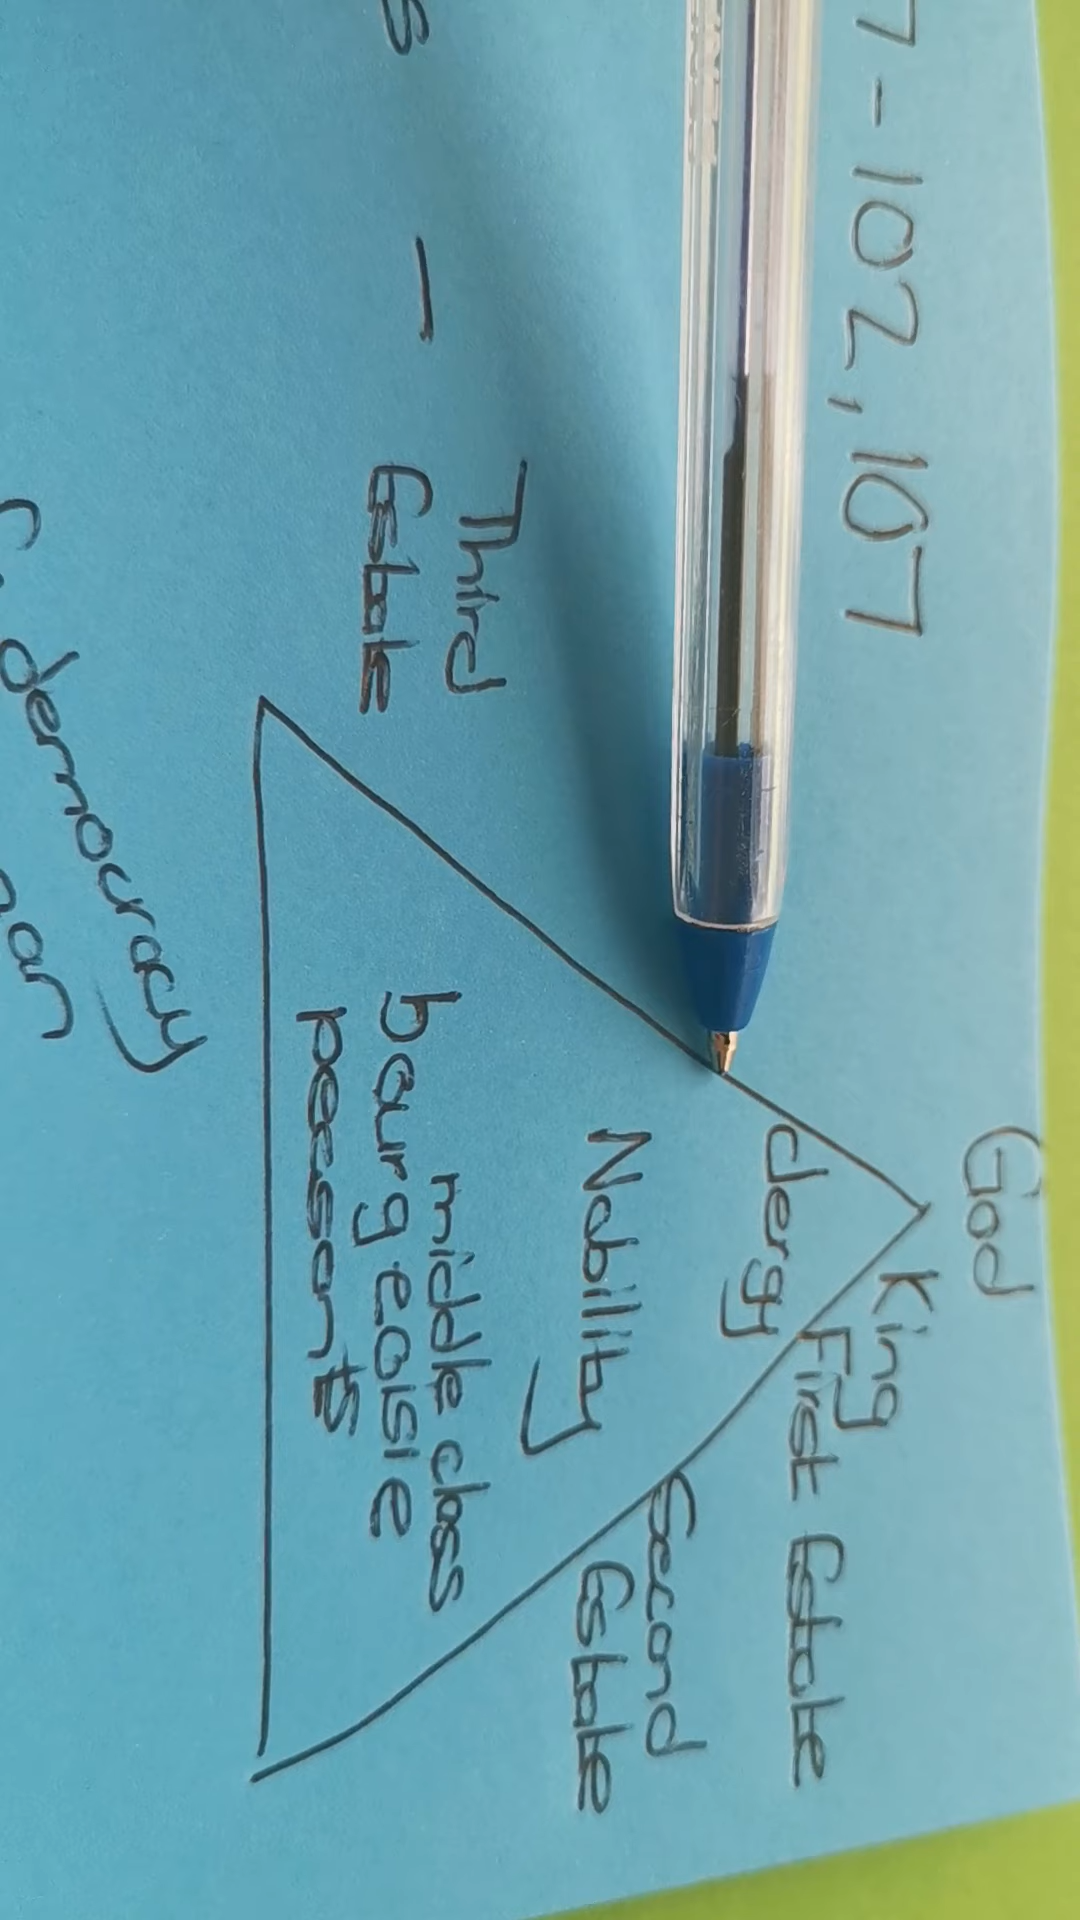 7-102, 107
God
King
First Estate
clergy
Second
Estate
Nobility
Third
Estate
middle class
bourgeoisie
peasants
democracy